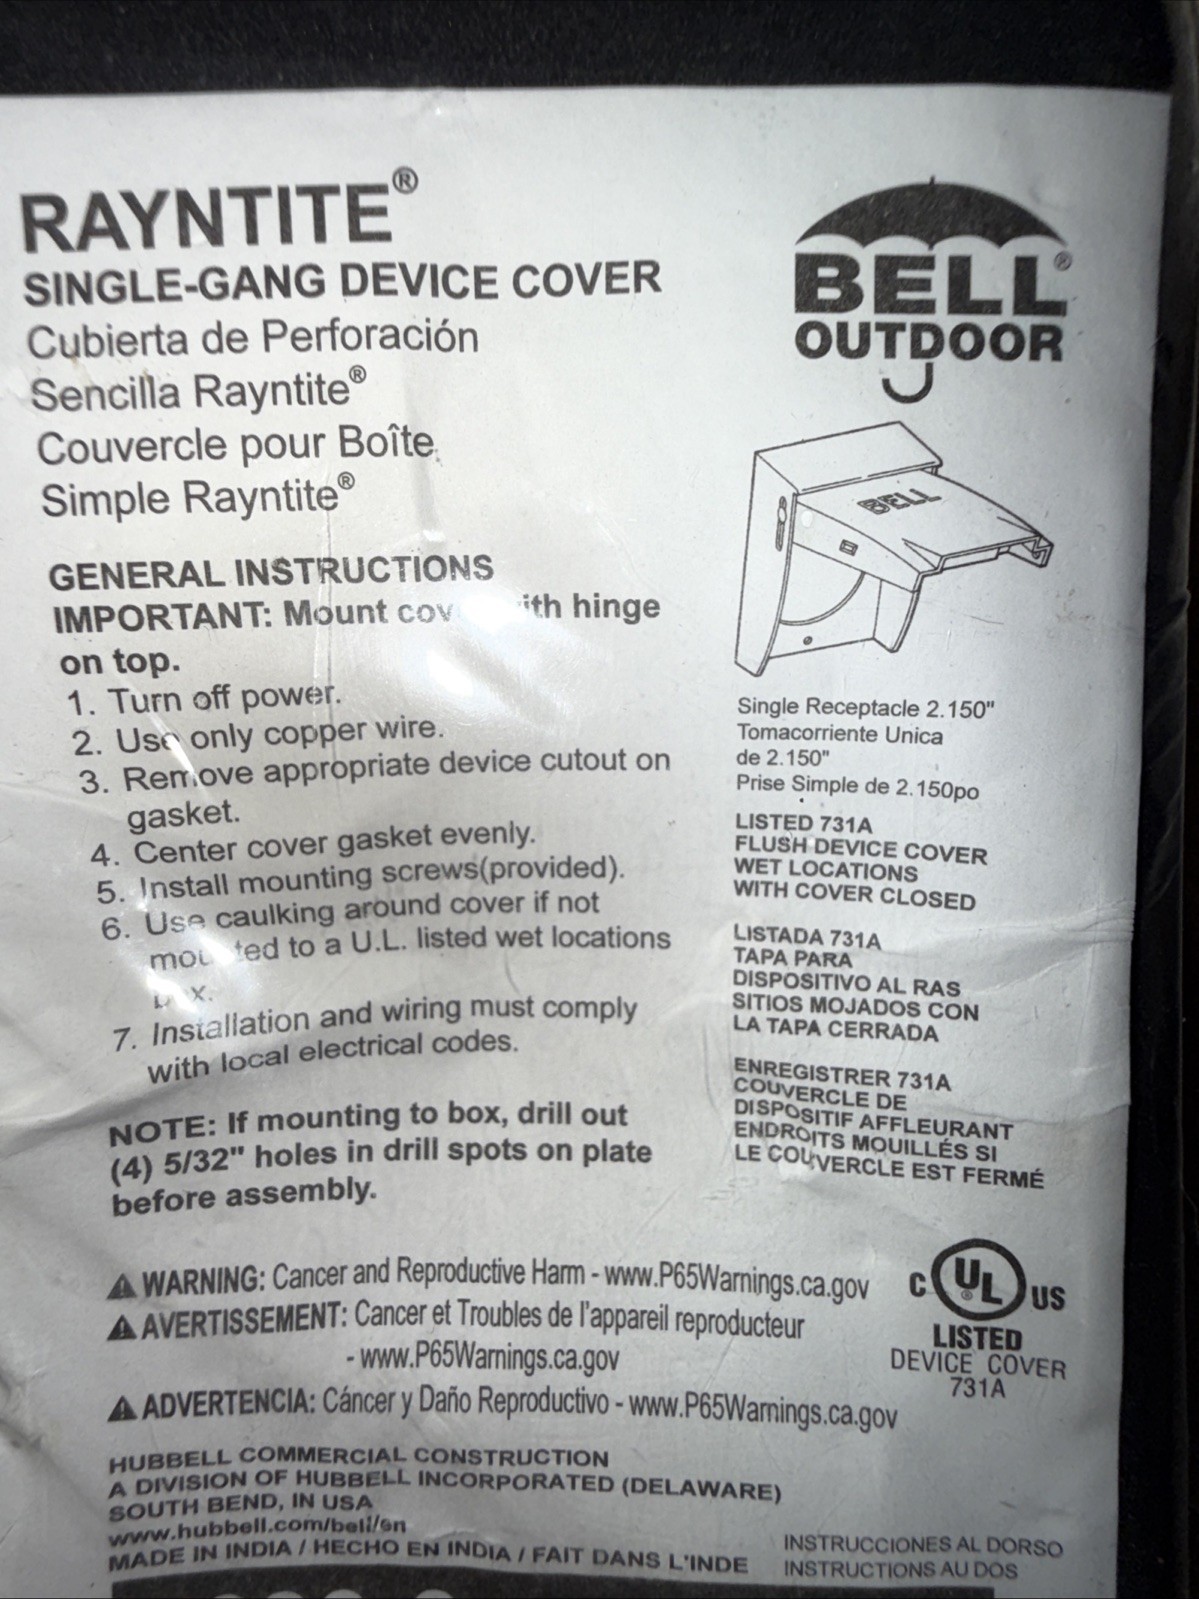 RAYNTITE®
SINGLE-GANG DEVICE COVER
Cubierta de Perforación
Sencilla Rayntite®
Couvercle pour Boîte
Simple Rayntite®
GENERAL INSTRUCTIONS
IMPORTANT: Mount cov ith hinge
on top.
1. Turn off power.
2. Use only copper wire.
3. Remove appropriate device cutout on
gasket.
4. Center cover gasket evenly.
5. Install mounting screws(provided).
6. Use caulking around cover if not
mou ted to a U.L. listed wet locations
b x.
7. Installation and wiring must comply
with local electrical codes.
NOTE: If mounting to box, drill out
(4) 5/32" holes in drill spots on plate
before assembly.
BELL®
OUTDOOR
BELL
Single Receptacle 2.150"
Tomacorriente Unica
de 2.150"
Prise Simple de 2.150po
LISTED 731A
FLUSH DEVICE COVER
WET LOCATIONS
WITH COVER CLOSED
LISTADA 731A
TAPA PARA
DISPOSITIVO AL RAS
SITIOS MOJADOS CON
LA TAPA CERRADA
ENREGISTRER 731A
COUVERCLE DE
DISPOSITIF AFFLEURANT
ENDROITS MOUILLÉS SI
LE COUVERCLE EST FERMÉ
WARNING: Cancer and Reproductive Harm - www.P65Warnings.ca.gov
AVERTISSEMENT: Cancer et Troubles de l'appareil reproducteur
- www.P65Warnings.ca.gov
ADVERTENCIA: Cáncer y Daño Reproductivo - www.P65Warnings.ca.gov
C UL® US
LISTED
DEVICE COVER
731A
HUBBELL COMMERCIAL CONSTRUCTION
A DIVISION OF HUBBELL INCORPORATED (DELAWARE)
SOUTH BEND, IN USA
www.hubbell.com/bell/en
MADE IN INDIA / HECHO EN INDIA / FAIT DANS L'INDE
INSTRUCCIONES AL DORSO
INSTRUCTIONS AU DOS